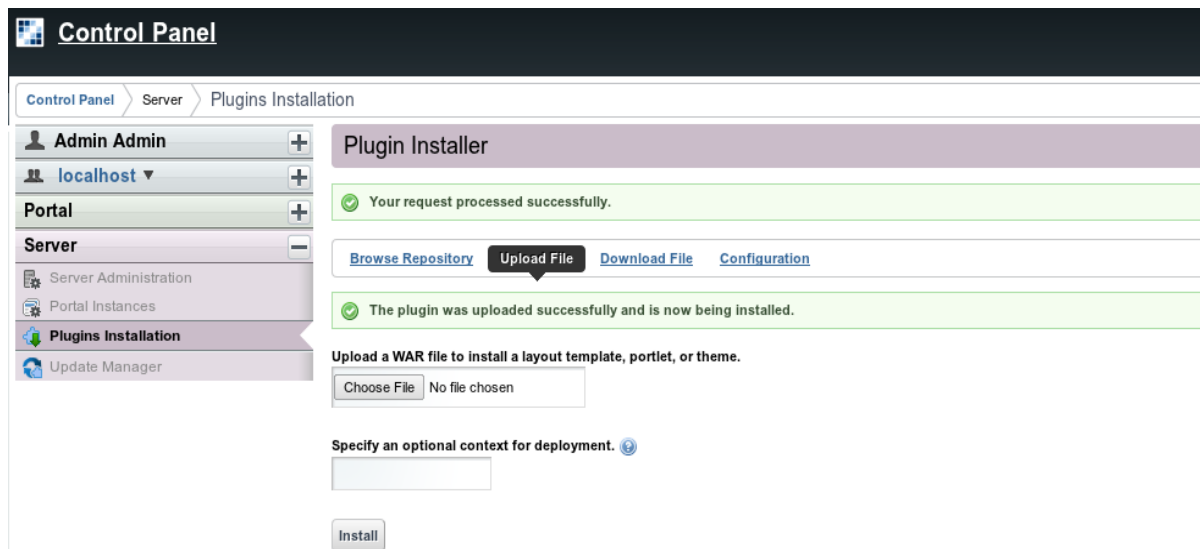 Control Panel
Control Panel Server Plugins Installation
Admin Admin
localhost ▼
Portal
Server
Server Administration
Portal Instances
Plugins Installation
Update Manager
Plugin Installer
Your request processed successfully.
Browse Repository Upload File Download File Configuration
The plugin was uploaded successfully and is now being installed.
Upload a WAR file to install a layout template, portlet, or theme.
Choose File No file chosen
Specify an optional context for deployment.
Install